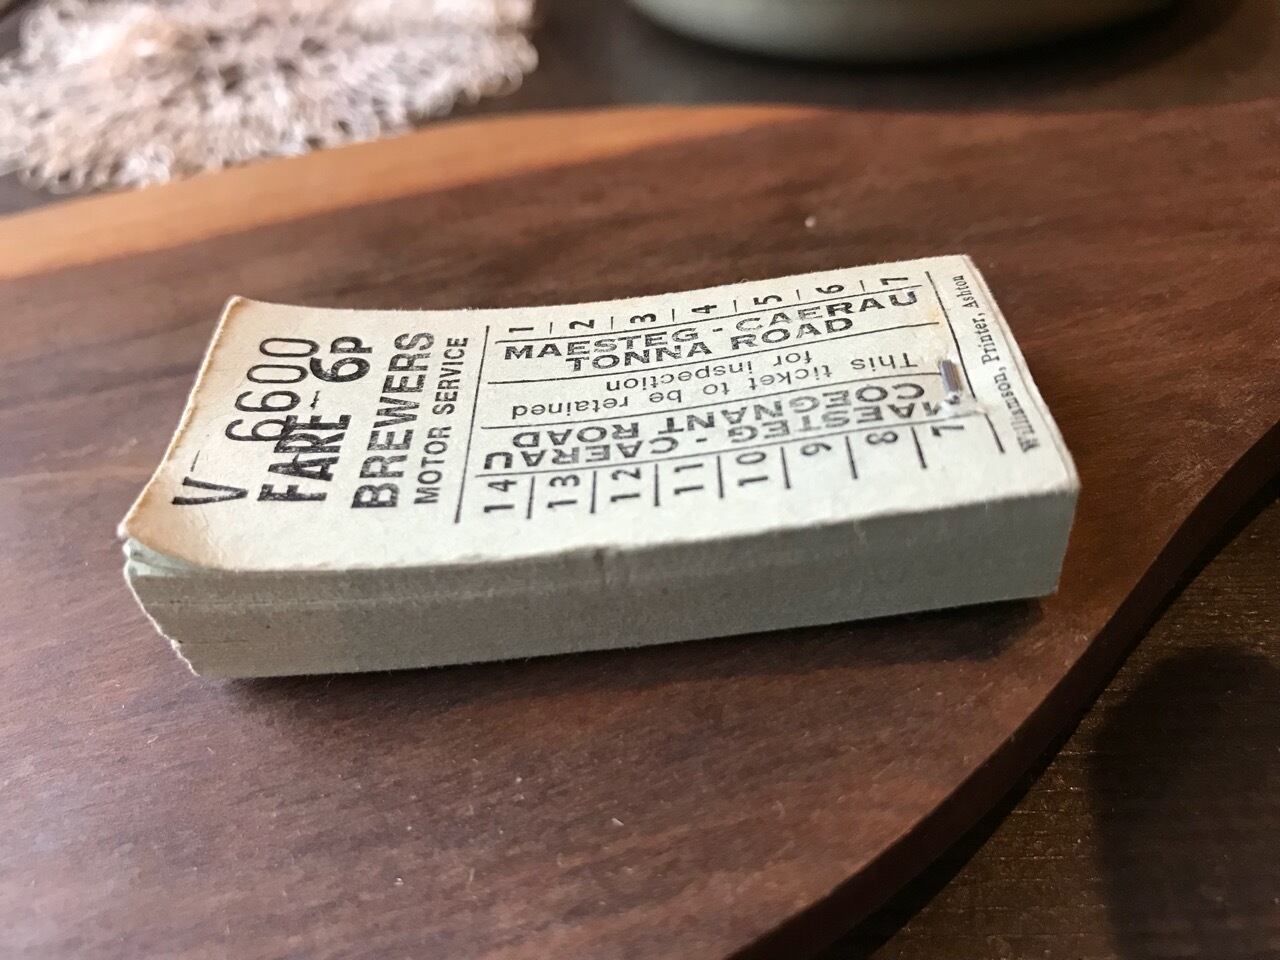 V 6600
FARE 6P
BREWERS
MOTOR SERVICE
1 2 3 4 5 6 7
MAESTEG - CAERAU
TONNA ROAD
This ticket to be retained
for inspection
MAESTEG - CAERAU
COEGNANT ROAD
7 8 9 10 11 12 13 14
Williamson, Printer, Ashton